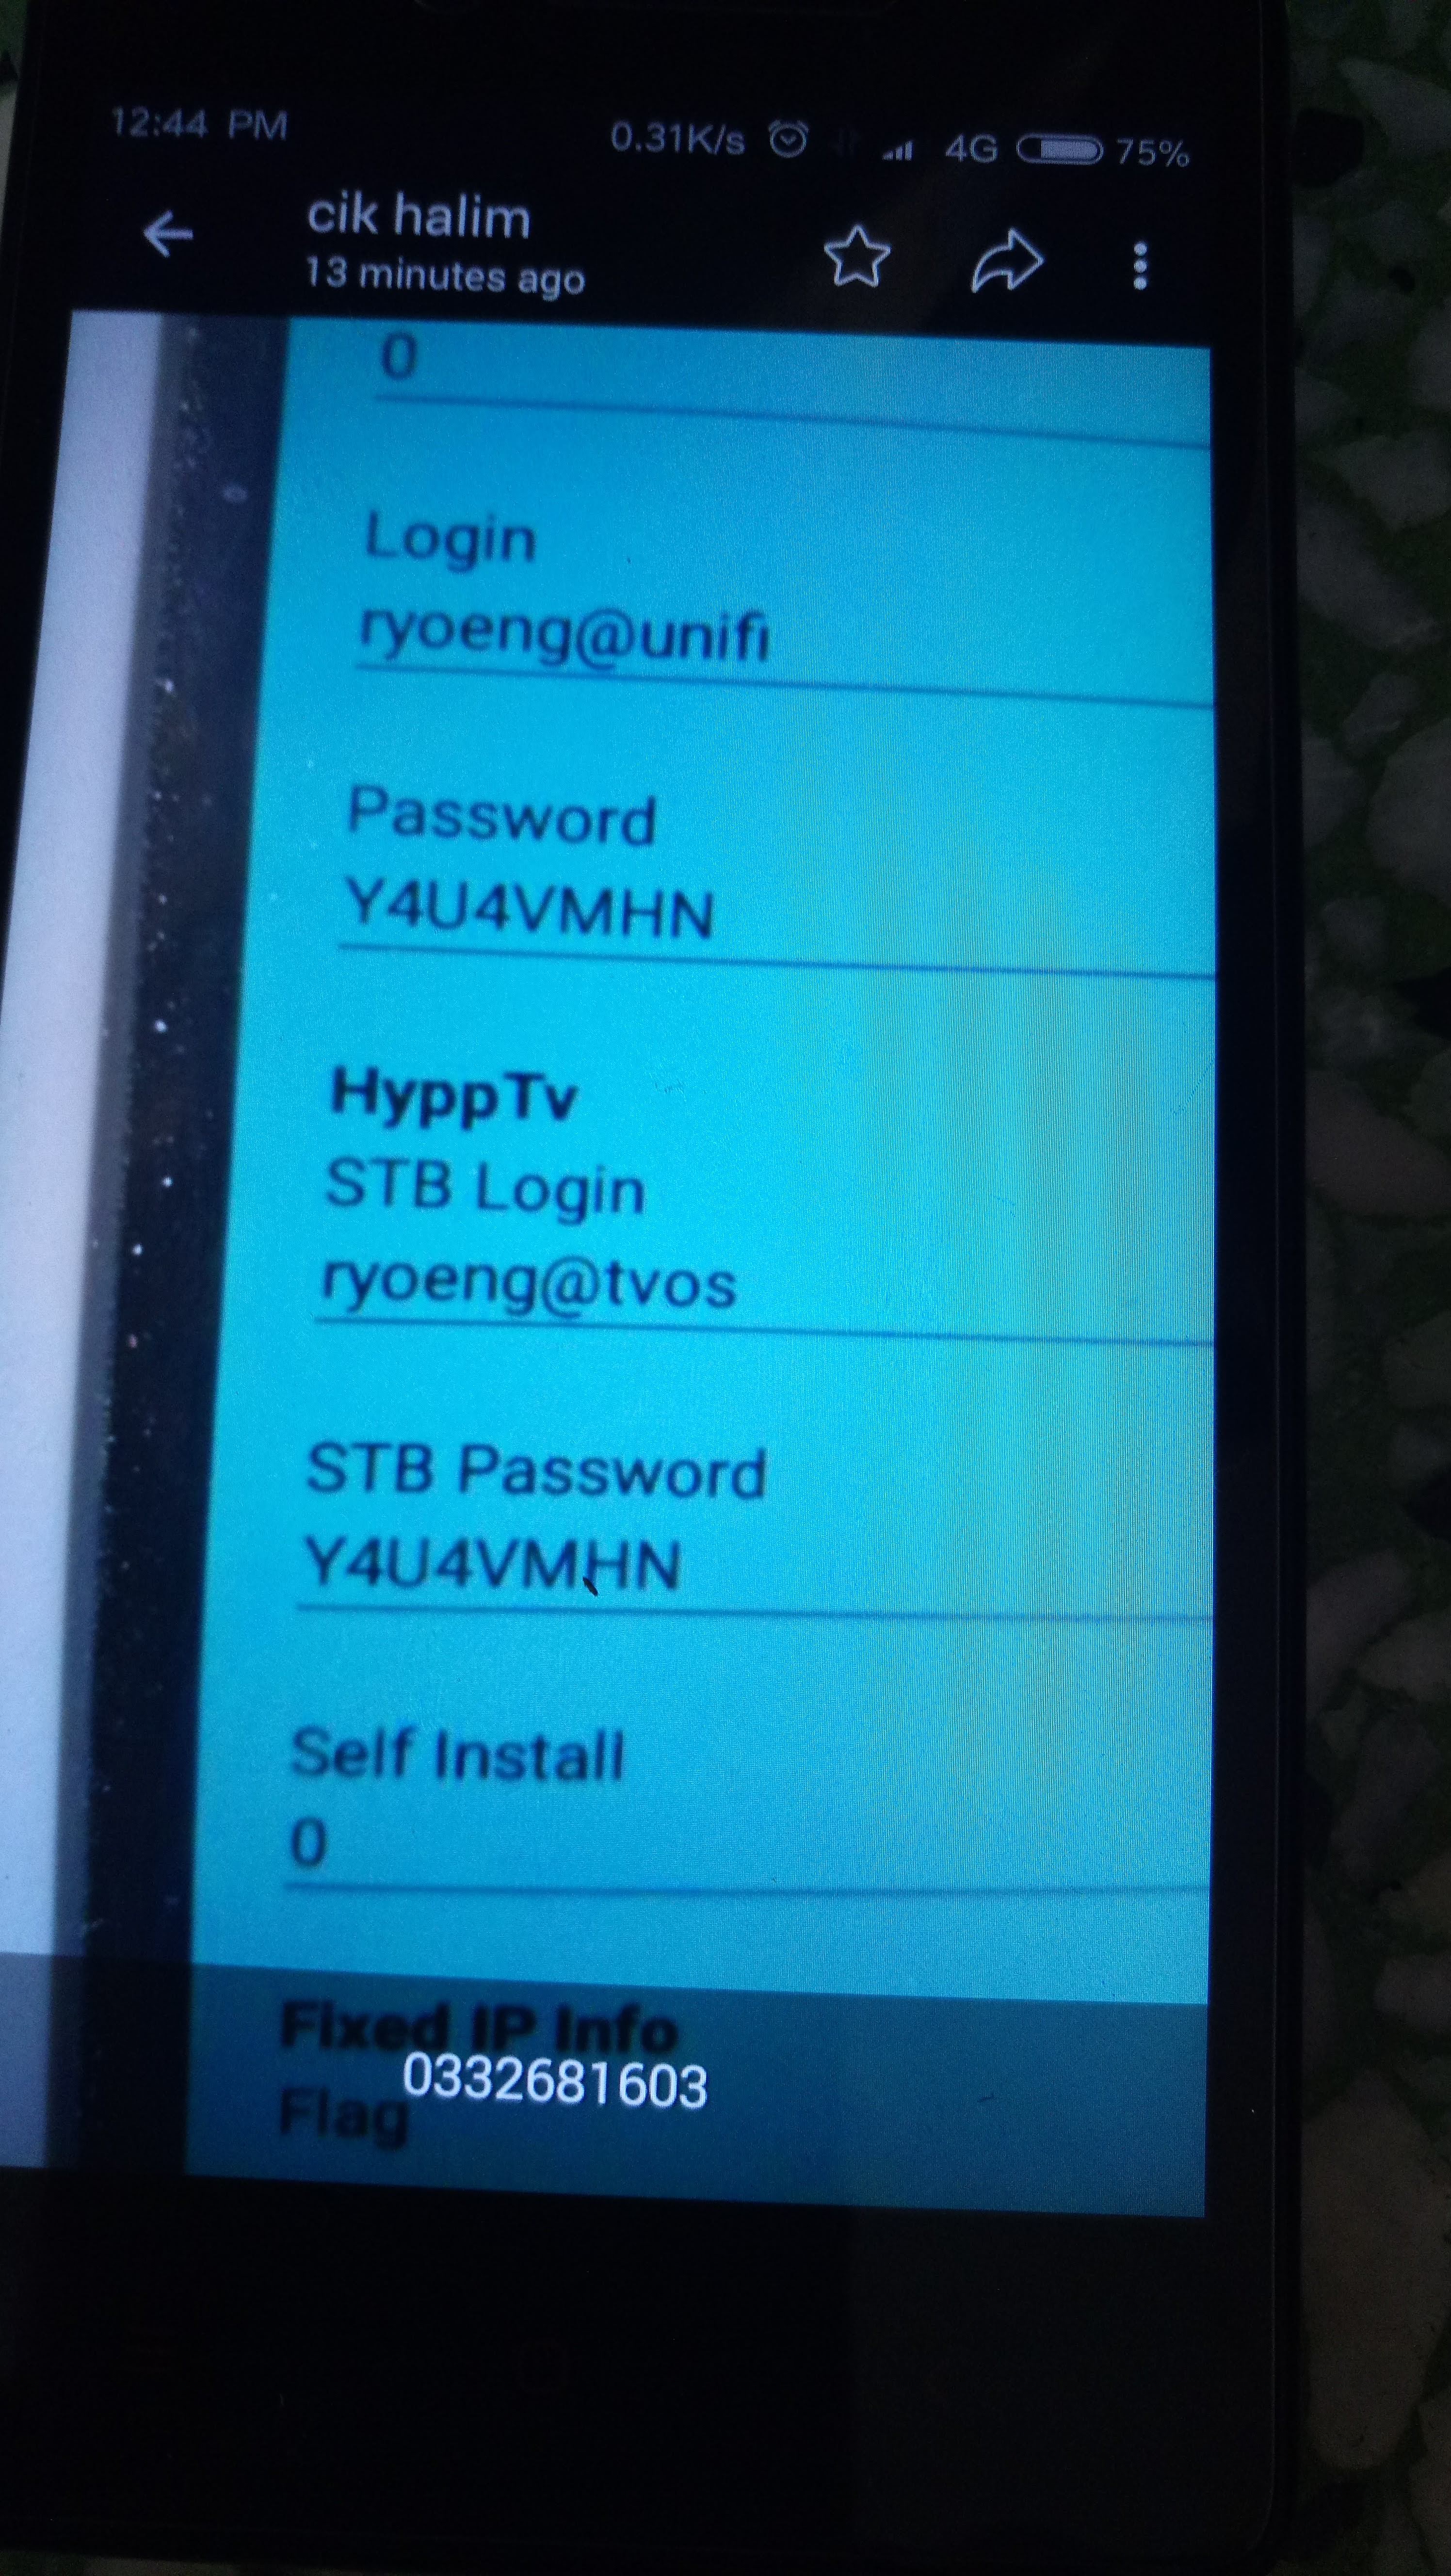 12:44 PM 0.31K/s 4G 75%
cik halim
13 minutes ago
0
Login
ryoeng@unifi
Password
Y4U4VMHN
HyppTv
STB Login
ryoeng@tvos
STB Password
Y4U4VMHN
Self Install
0
Fixed IP Info
0332681603
Flag